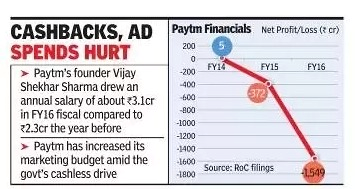 CASHBACKS, AD
SPENDS HURT
➤ Paytm's founder Vijay
Shekhar Sharma drew an
annual salary of about ₹3.1cr
in FY16 fiscal compared to
₹2.3cr the year before
➤ Paytm has increased its
marketing budget amid the
govt's cashless drive
Paytm Financials Net Profit/Loss (₹ cr)
200
0
-200
-400
-600
-800
-1000
-1200
-1400
-1600
-1800
5
FY14 FY15 FY16
-372
-1,549
Source: RoC filings